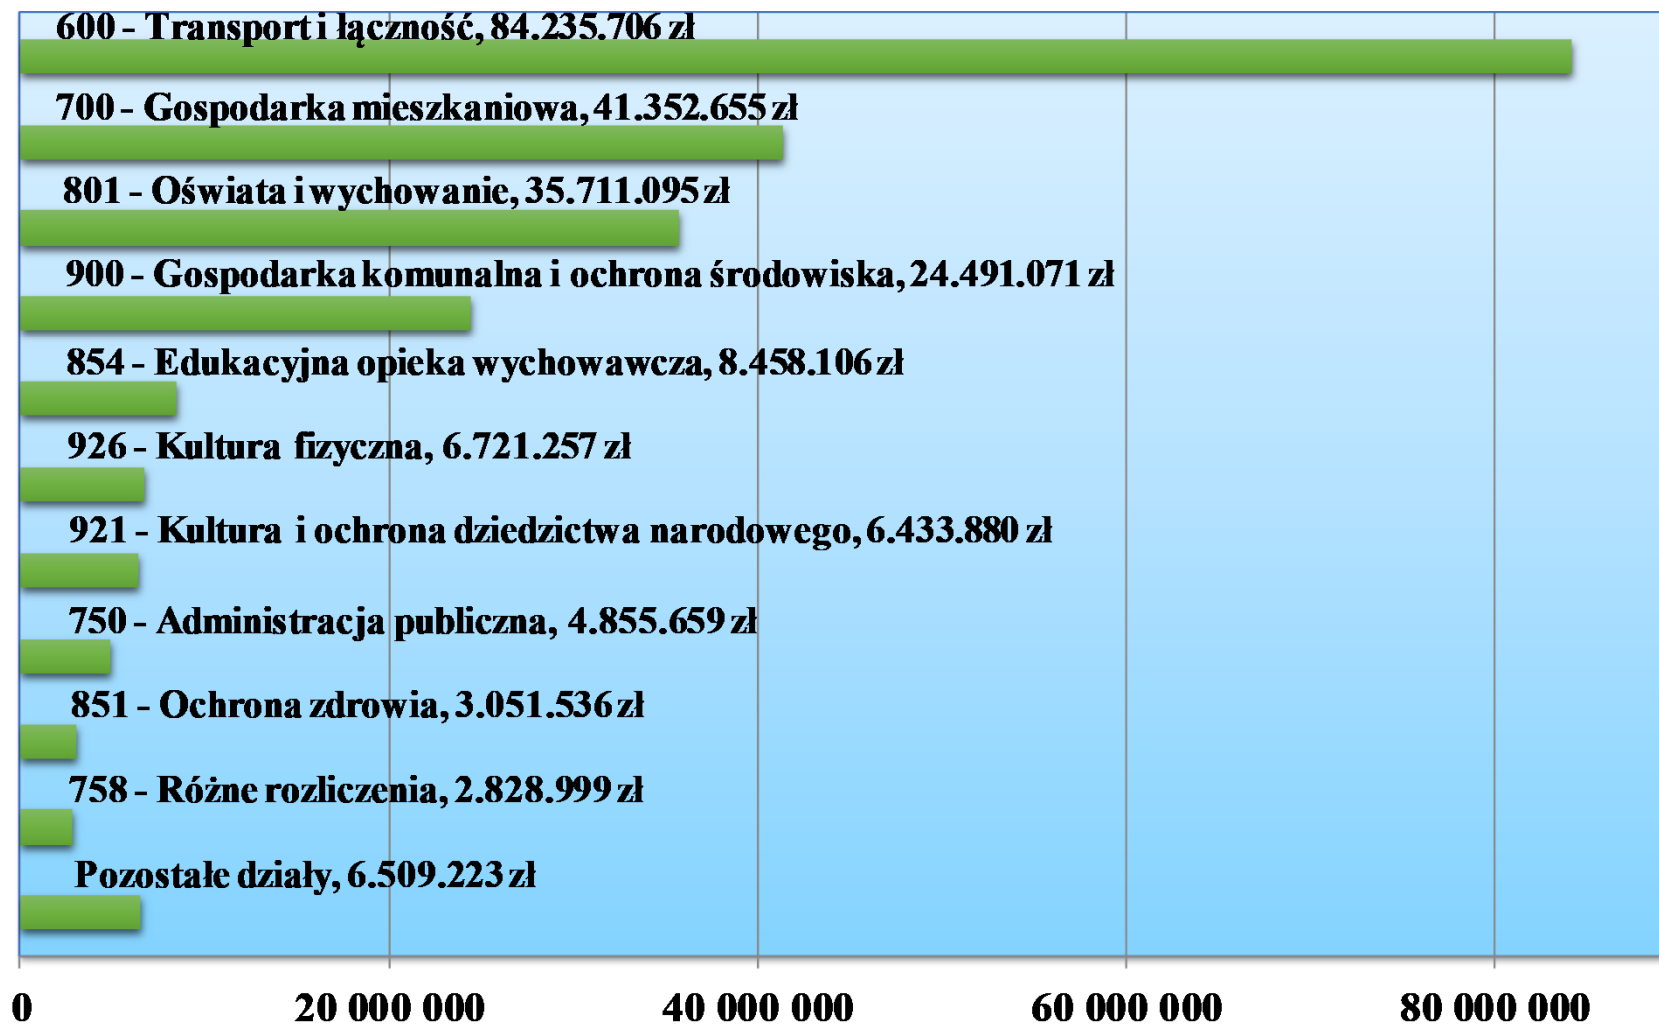 600 - Transport i łączność, 84.235.706 zł
700 - Gospodarka mieszkaniowa, 41.352.655 zł
801 - Oświata i wychowanie, 35.711.095 zł
900 - Gospodarka komunalna i ochrona środowiska, 24.491.071 zł
854 - Edukacyjna opieka wychowawcza, 8.458.106 zł
926 - Kultura fizyczna, 6.721.257 zł
921 - Kultura i ochrona dziedzictwa narodowego, 6.433.880 zł
750 - Administracja publiczna, 4.855.659 zł
851 - Ochrona zdrowia, 3.051.536 zł
758 - Różne rozliczenia, 2.828.999 zł
Pozostałe działy, 6.509.223 zł
0 20 000 000 40 000 000 60 000 000 80 000 000